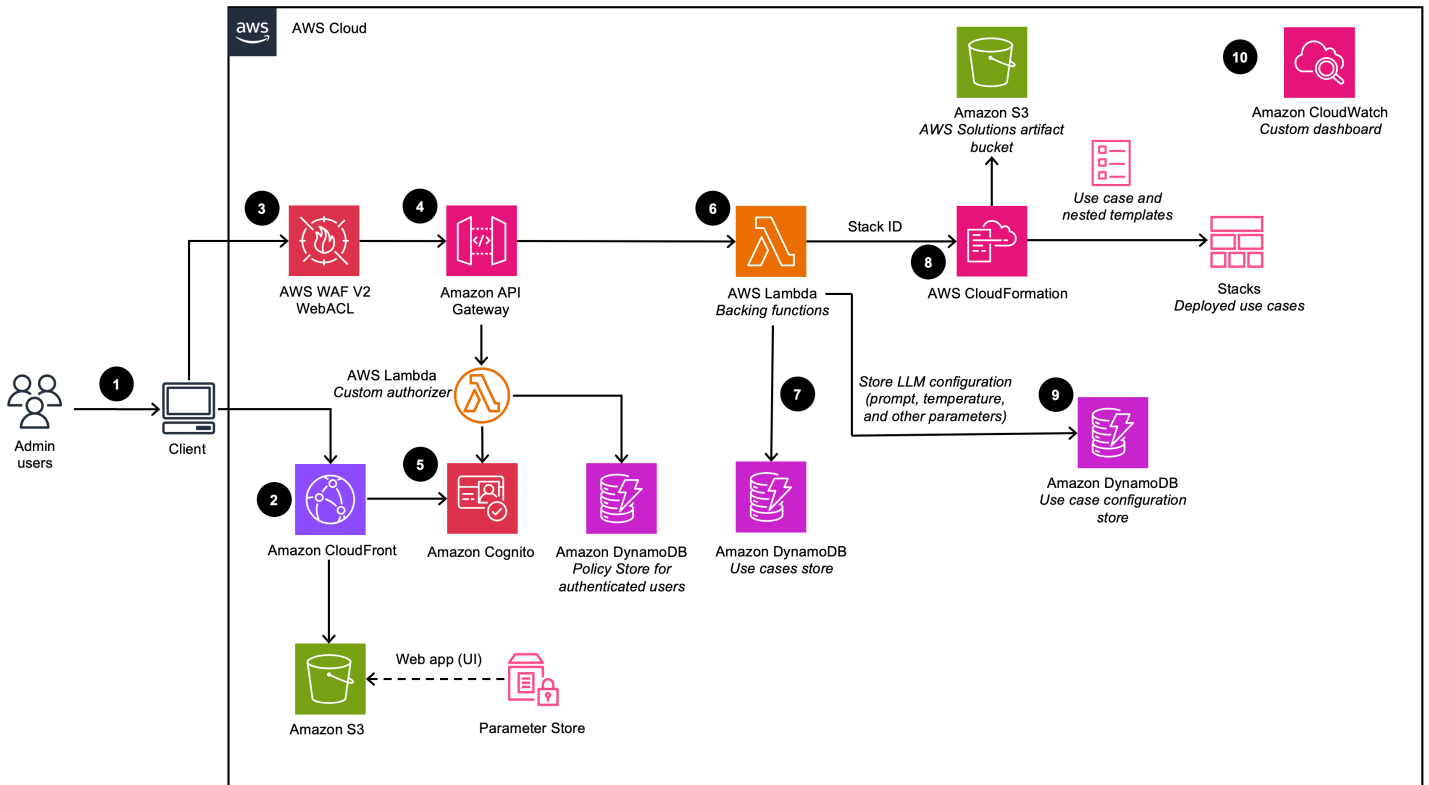 aws
AWS Cloud
10
Amazon S3
AWS Solutions artifact
bucket
Amazon CloudWatch
Custom dashboard
3
4
6
Use case and
nested templates
Stack ID
8
AWS WAF V2
WebACL
Amazon API
Gateway
AWS Lambda
Backing functions
AWS CloudFormation
Stacks
Deployed use cases
1
AWS Lambda
Custom authorizer
7
Store LLM configuration
(prompt, temperature,
and other parameters)
9
Admin
users
Client
5
2
Amazon DynamoDB
Use case configuration
store
Amazon CloudFront
Amazon Cognito
Amazon DynamoDB
Policy Store for
authenticated users
Amazon DynamoDB
Use cases store
Web app (UI)
Amazon S3
Parameter Store